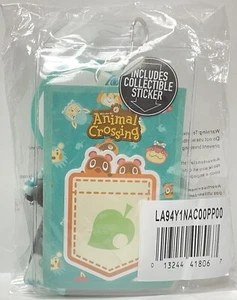 INCLUDES
COLLECTIBLE
STICKER
Animal
Crossing
LA94Y1NAC00PP00
0 13244 41806 7